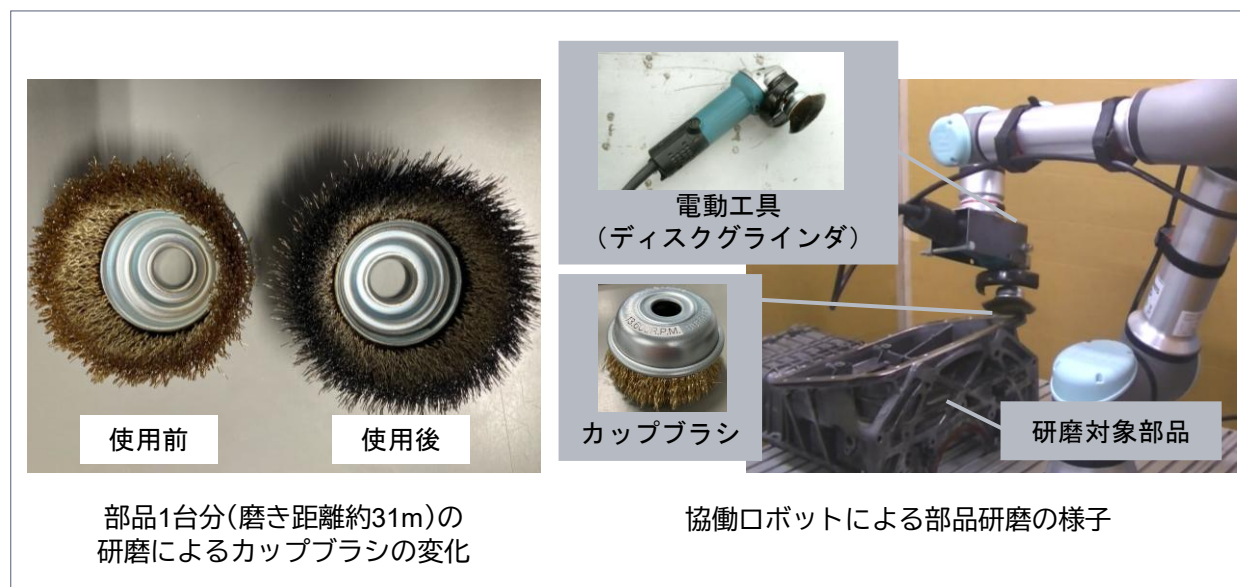 使用前
使用後
部品1台分(磨き距離約31m)の
研磨によるカップブラシの変化
電動工具
(ディスクグラインダ)
カップブラシ
研磨対象部品
協働ロボットによる部品研磨の様子
R.P.M.